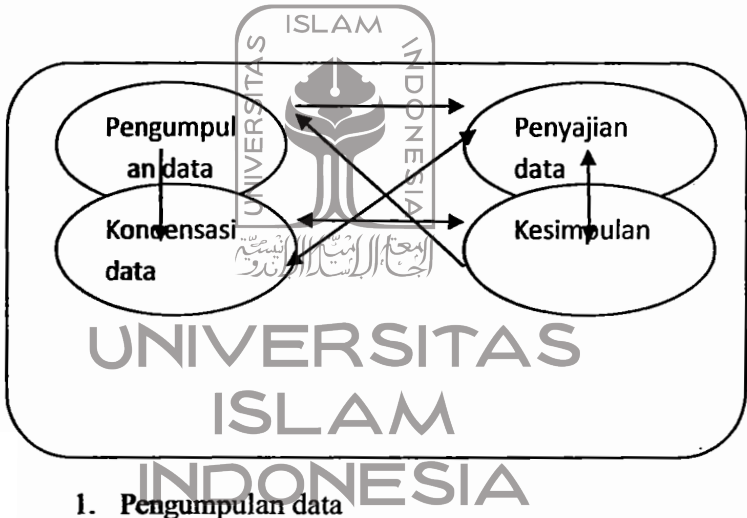 ISLAM
UNIVERSITAS
INDONESIA
Pengumpul
an data
Penyajian
data
Kondensasi
data
Kesimpulan
UNIVERSITAS
ISLAM
INDONESIA
1. Pengumpulan data